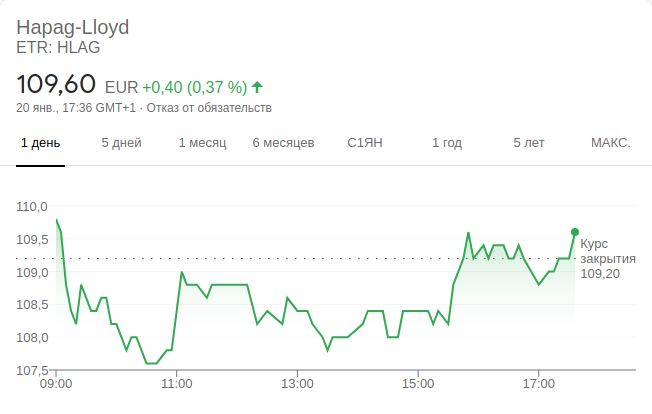 Hapag-Lloyd
ETR: HLAG
109,60 EUR +0,40 (0,37 %)
20 янв., 17:36 GMT+1 · Отказ от обязательств
1 день 5 дней 1 месяц 6 месяцев С1ЯН 1 год 5 лет МАКС.
110,0
109,5
109,0
108,5
108,0
107,5
Курс
закрытия
109,20
09:00 11:00 13:00 15:00 17:00